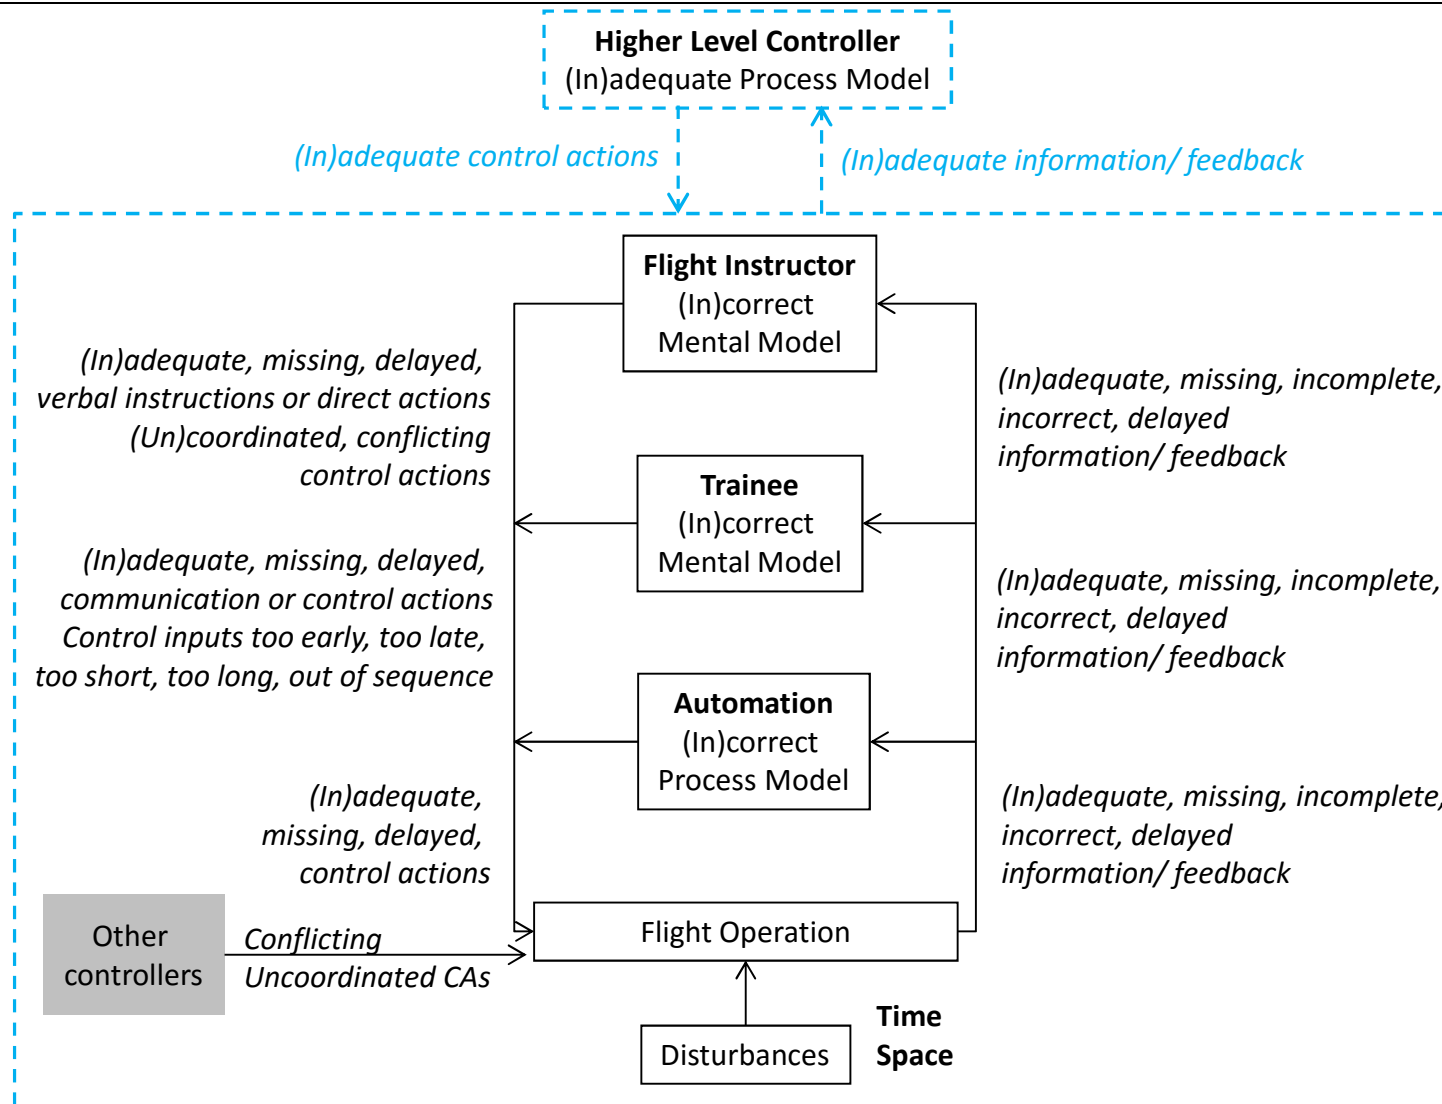 Higher Level Controller
(In)adequate Process Model
(In)adequate control actions
(In)adequate information/ feedback
Flight Instructor
(In)correct
Mental Model
(In)adequate, missing, delayed,
verbal instructions or direct actions
(Un)coordinated, conflicting
control actions
(In)adequate, missing, incomplete,
incorrect, delayed
information/ feedback
Trainee
(In)correct
Mental Model
(In)adequate, missing, delayed,
communication or control actions
Control inputs too early, too late,
too short, too long, out of sequence
(In)adequate, missing, incomplete,
incorrect, delayed
information/ feedback
Automation
(In)correct
Process Model
(In)adequate,
missing, delayed,
control actions
(In)adequate, missing, incomplete,
incorrect, delayed
information/ feedback
Other
controllers
Conflicting
Uncoordinated CAs
Flight Operation
Disturbances
Time
Space